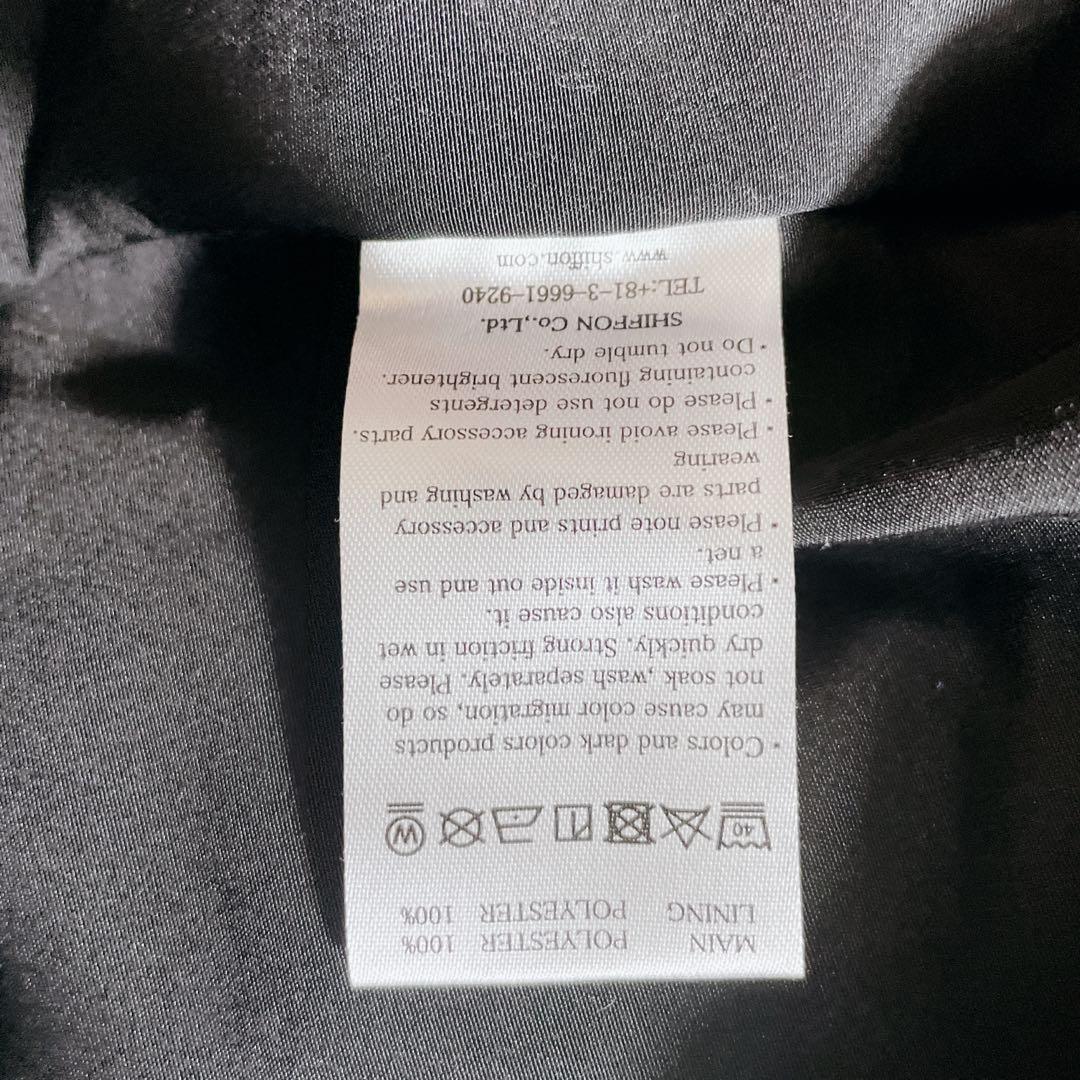 MAIN POLYESTER 100%
LINING POLYESTER 100%
40 W
• Colors and dark colors products
may cause color migration, so do
not soak ,wash separately. Please
dry quickly. Strong friction in wet
conditions also cause it.
• Please wash it inside out and use
a net.
• Please note prints and accessory
parts are damaged by washing and
wearing
• Please avoid ironing accessory parts.
• Please do not use detergents
containing fluorescent brightener.
• Do not tumble dry.
SHIFFON Co.,Ltd.
TEL:+81-3-6661-9240
www.shiffon.com